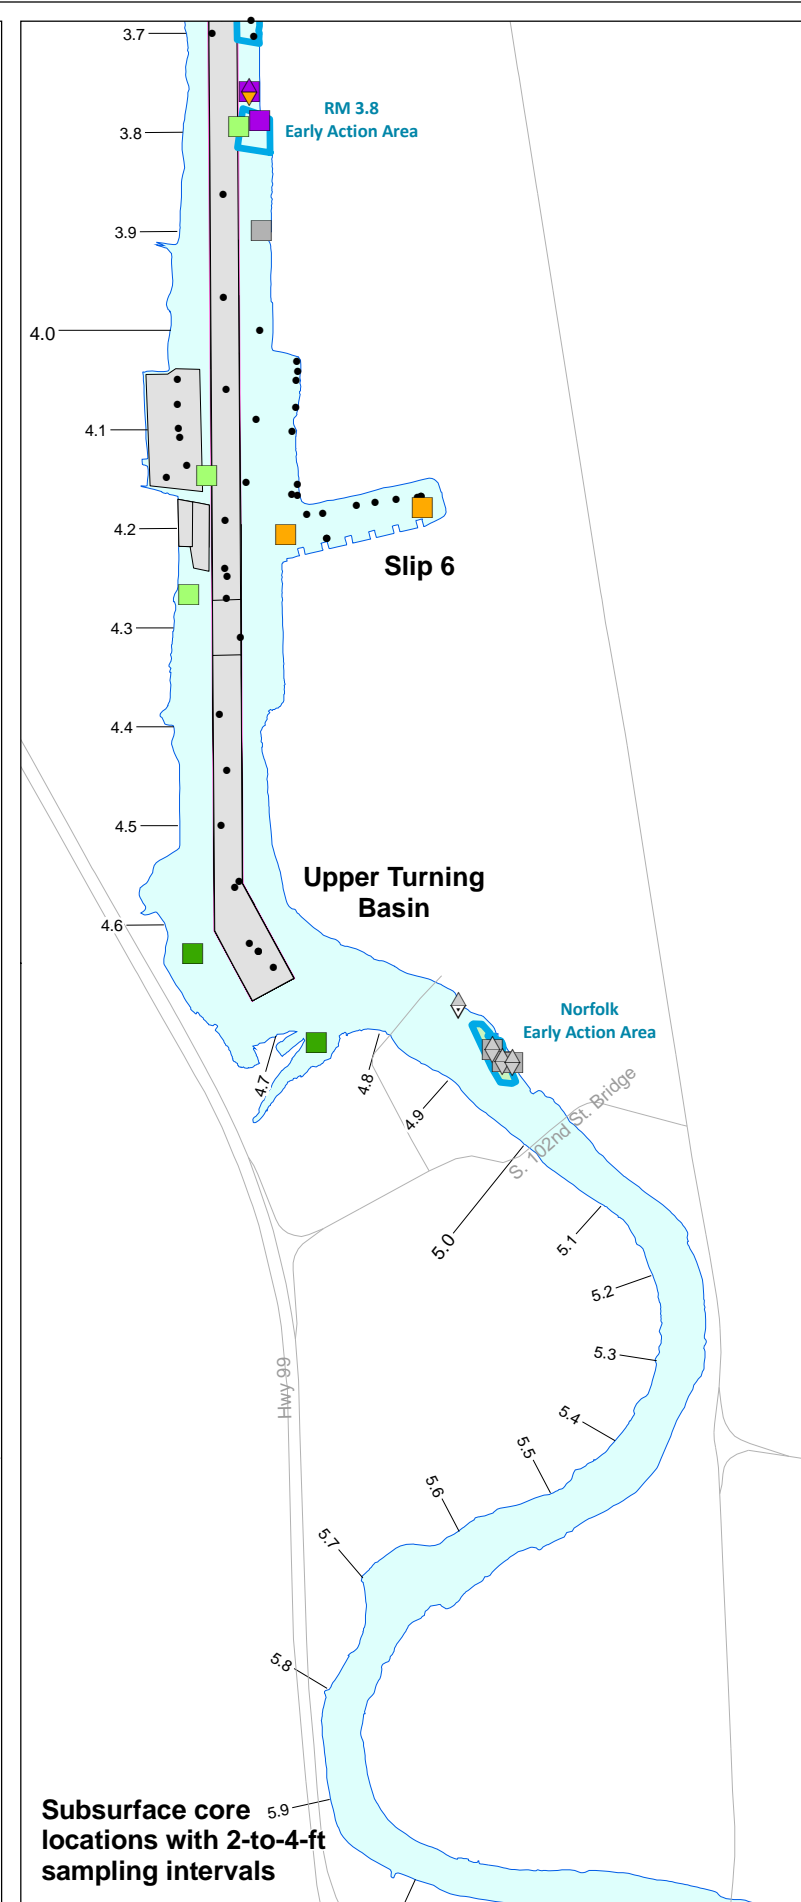 3.7
RM 3.8
Early Action Area
3.8
3.9
4.0
4.1
4.2
Slip 6
4.3
4.4
4.5
Upper Turning
Basin
4.6
Norfolk
Early Action Area
4.7
4.8
4.9
S. 102nd St. Bridge
5.0
5.1
5.2
5.3
Hwy 99
5.4
5.5
5.6
5.7
5.8
5.9
Subsurface core
locations with 2-to-4-ft
sampling intervals